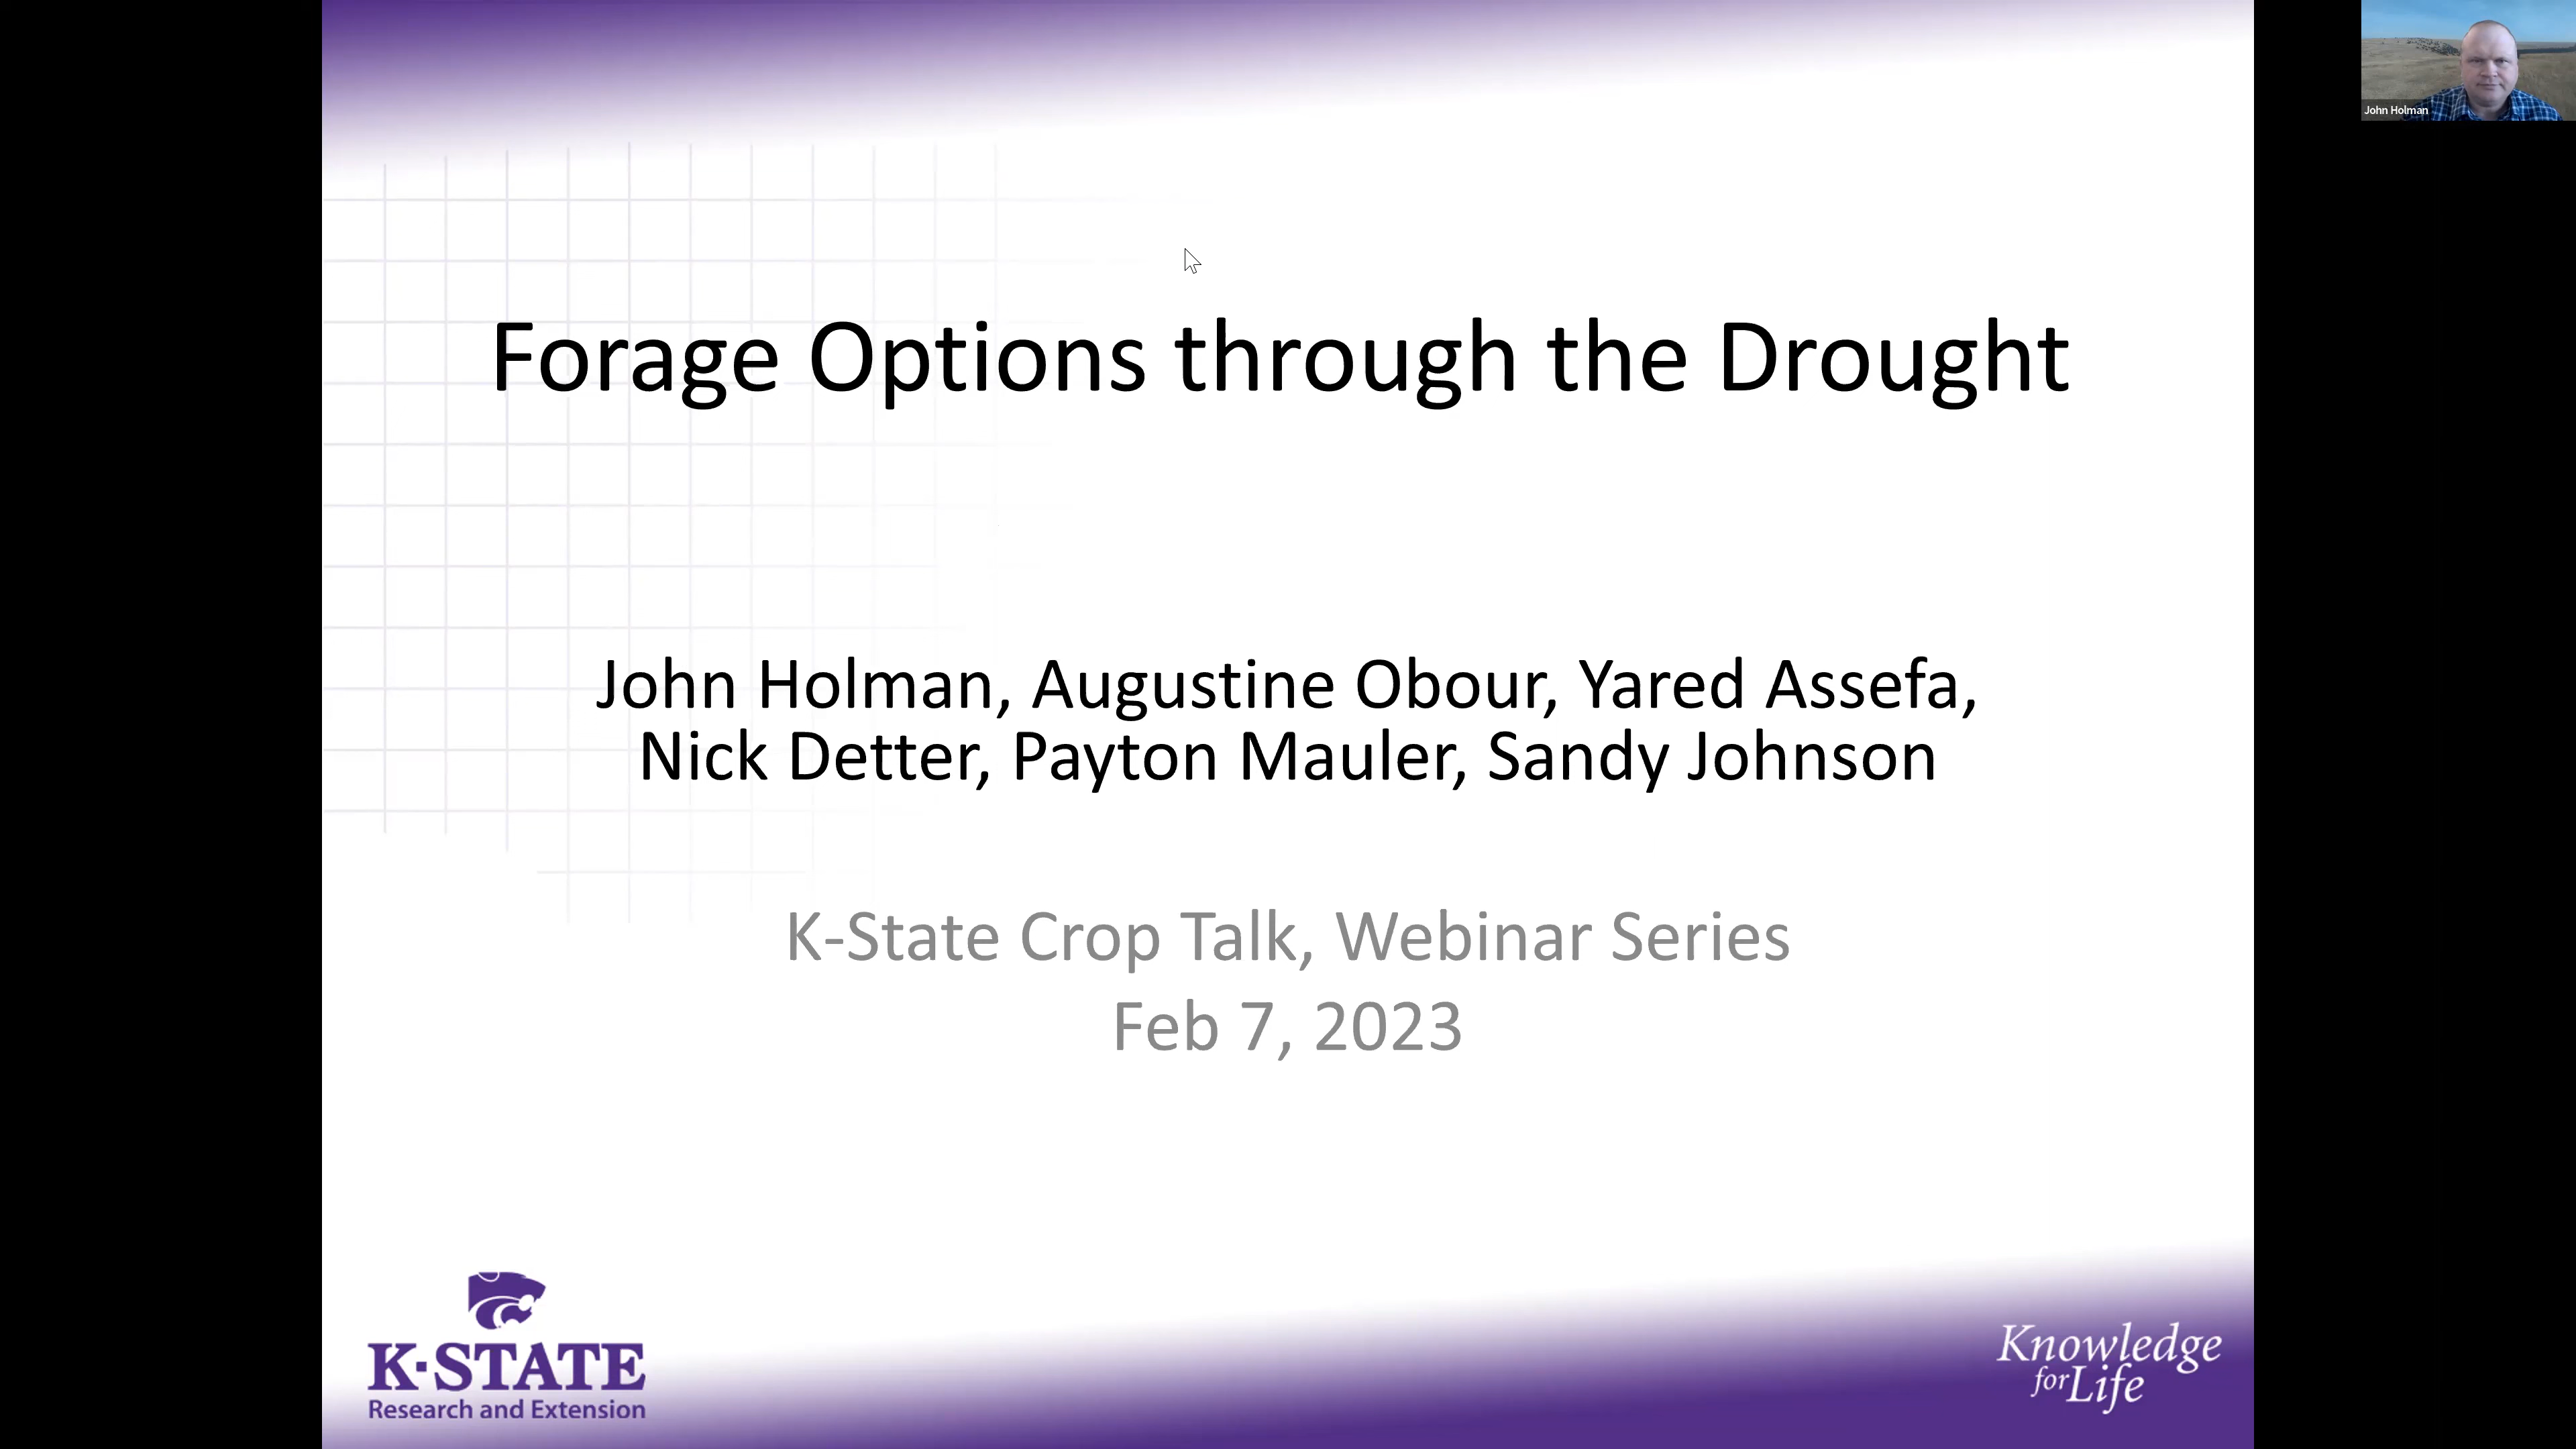 John Holman
Forage Options through the Drought
John Holman, Augustine Obour, Yared Assefa,
Nick Detter, Payton Mauler, Sandy Johnson
K-State Crop Talk, Webinar Series
Feb 7, 2023
K-STATE
Research and Extension
Knowledge
for Life